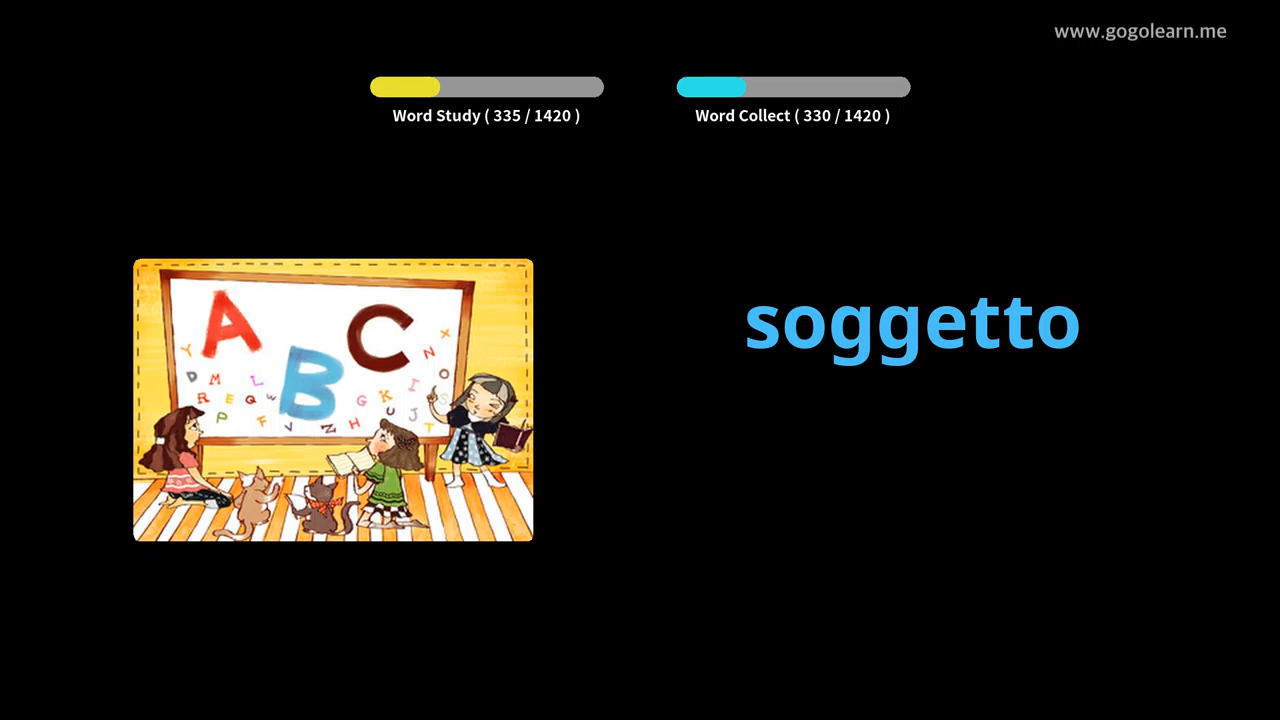 www.gogolearn.me
Word Study ( 335 / 1420 )
Word Collect ( 330 / 1420 )
soggetto
A
B
C
X
Y
N
D M L I O
R E Q W G K S
P F U J
V Z H T